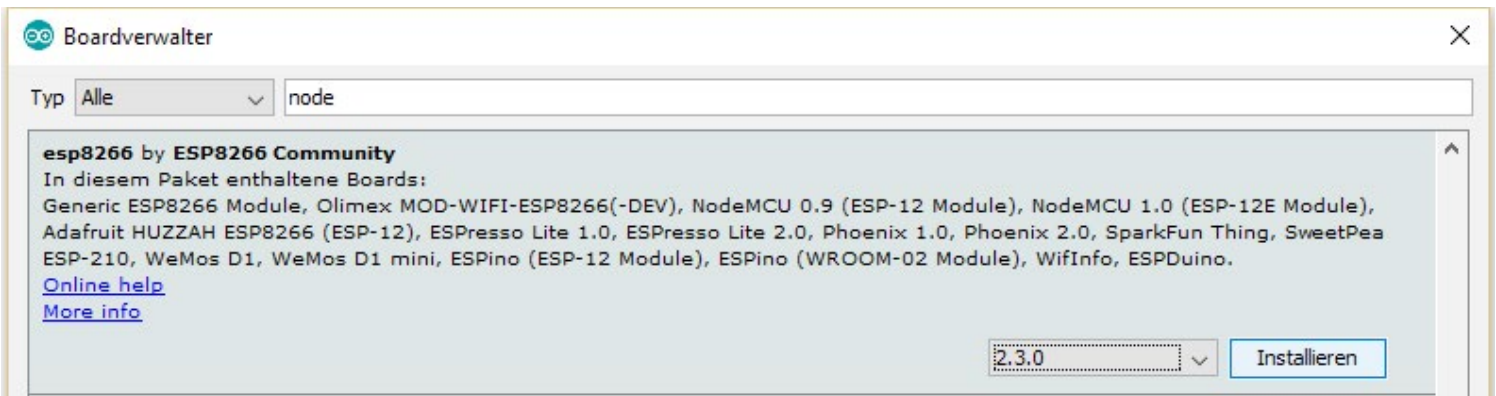 Boardverwalter
Typ Alle node
esp8266 by ESP8266 Community
In diesem Paket enthaltene Boards:
Generic ESP8266 Module, Olimex MOD-WIFI-ESP8266(-DEV), NodeMCU 0.9 (ESP-12 Module), NodeMCU 1.0 (ESP-12E Module),
Adafruit HUZZAH ESP8266 (ESP-12), ESPresso Lite 1.0, ESPresso Lite 2.0, Phoenix 1.0, Phoenix 2.0, SparkFun Thing, SweetPea
ESP-210, WeMos D1, WeMos D1 mini, ESPino (ESP-12 Module), ESPino (WROOM-02 Module), WifInfo, ESPDuino.
Online help
More info
2.3.0 Installieren